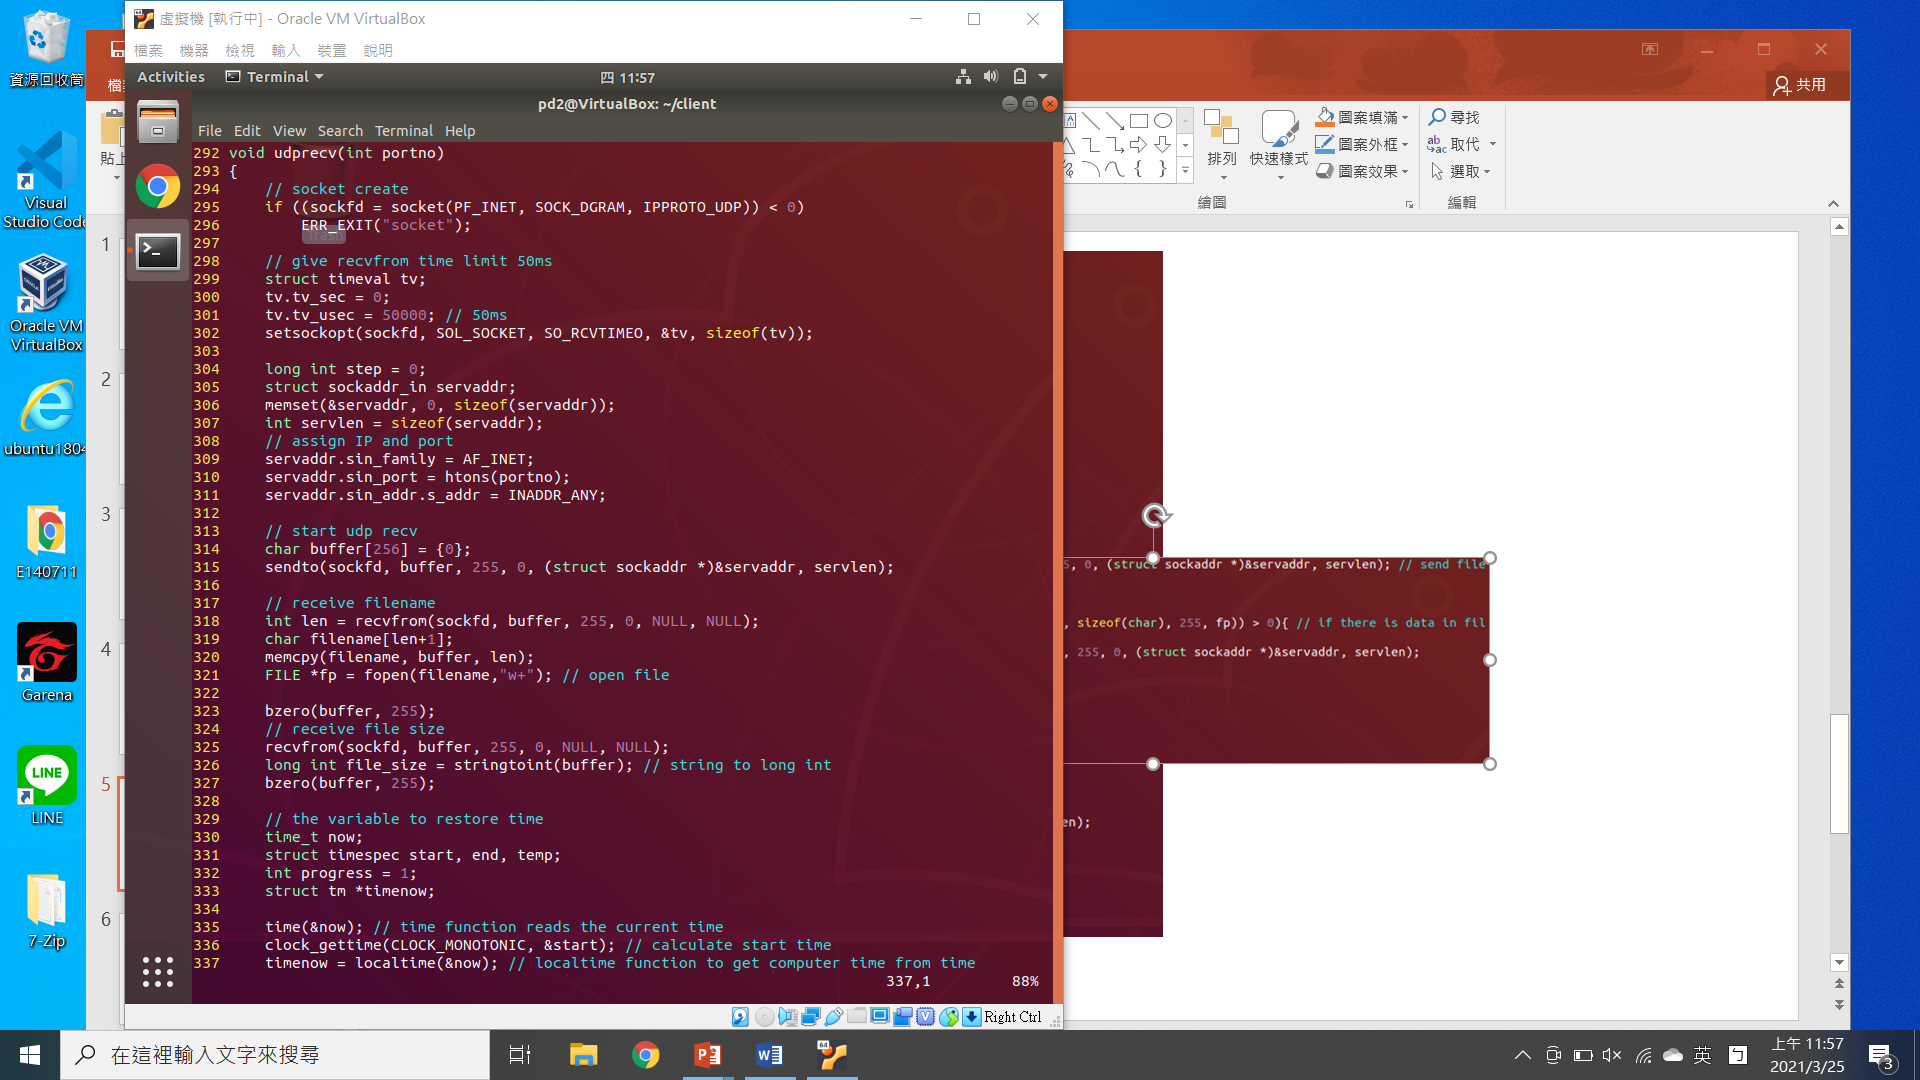 虛擬機 [執行中] - Oracle VM VirtualBox
檔案 機器 檢視 輸入 裝置 說明
Activities Terminal 四 11:57
pd2@VirtualBox: ~/client
File Edit View Search Terminal Help
292 void udprecv(int portno)
293 {
294 // socket create
295 if ((sockfd = socket(PF_INET, SOCK_DGRAM, IPPROTO_UDP)) < 0)
296 ERR_EXIT("socket");
297
298 // give recvfrom time limit 50ms
299 struct timeval tv;
300 tv.tv_sec = 0;
301 tv.tv_usec = 50000; // 50ms
302 setsockopt(sockfd, SOL_SOCKET, SO_RCVTIMEO, &tv, sizeof(tv));
303
304 long int step = 0;
305 struct sockaddr_in servaddr;
306 memset(&servaddr, 0, sizeof(servaddr));
307 int servlen = sizeof(servaddr);
308 // assign IP and port
309 servaddr.sin_family = AF_INET;
310 servaddr.sin_port = htons(portno);
311 servaddr.sin_addr.s_addr = INADDR_ANY;
312
313 // start udp recv
314 char buffer[256] = {0};
315 sendto(sockfd, buffer, 255, 0, (struct sockaddr *)&servaddr, servlen);
316
317 // receive filename
318 int len = recvfrom(sockfd, buffer, 255, 0, NULL, NULL);
319 char filename[len+1];
320 memcpy(filename, buffer, len);
321 FILE *fp = fopen(filename,"w+"); // open file
322
323 bzero(buffer, 255);
324 // receive file size
325 recvfrom(sockfd, buffer, 255, 0, NULL, NULL);
326 long int file_size = stringtoint(buffer); // string to long int
327 bzero(buffer, 255);
328
329 // the variable to restore time
330 time_t now;
331 struct timespec start, end, temp;
332 int progress = 1;
333 struct tm *timenow;
334
335 time(&now); // time function reads the current time
336 clock_gettime(CLOCK_MONOTONIC, &start); // calculate start time
337 timenow = localtime(&now); // localtime function to get computer time from time
337,1 88%
Right Ctrl
資源回收筒
Visual
Studio Code
Oracle VM
VirtualBox
ubuntu1804
E140711
Garena
LINE
LINE
7-Zip
檔
貼上
1
2
3
4
5
6
共用
排列
快速樣式
圖案填滿
圖案外框
圖案效果
繪圖
尋找
取代
選取
編輯
, 0, (struct sockaddr *)&servaddr, servlen); // send file
, sizeof(char), 255, fp)) > 0){ // if there is data in fil
, 255, 0, (struct sockaddr *)&servaddr, servlen);
en);
在這裡輸入文字來搜尋
英
ㄅ
上午 11:57
2021/3/25
3